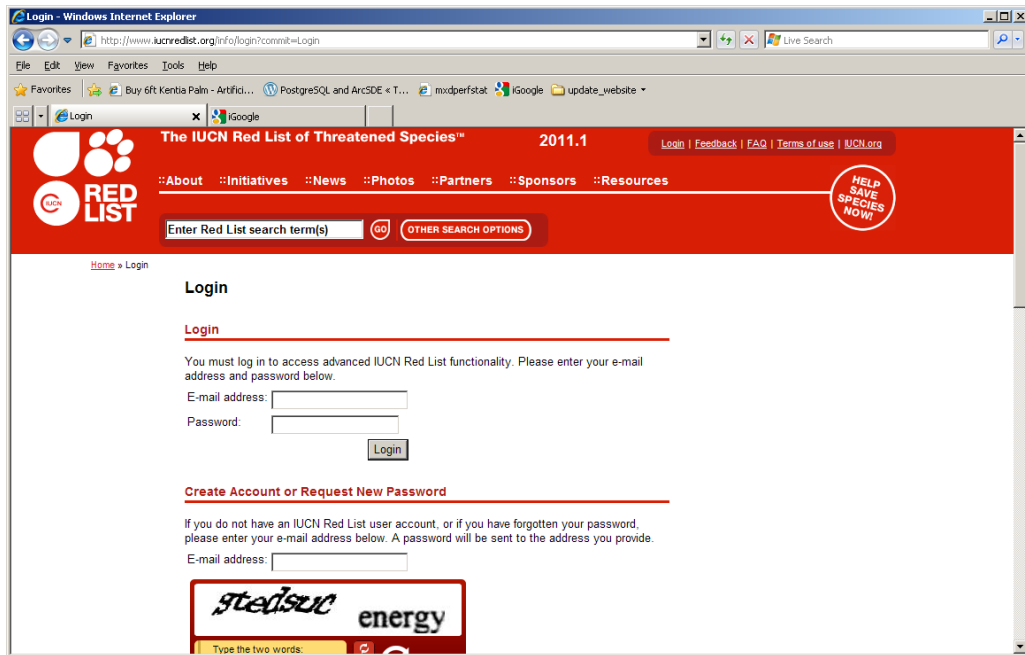 Login - Windows Internet Explorer
http://www.iucnredlist.org/info/login?commit=Login
Live Search
File Edit View Favorites Tools Help
Favorites Buy 6ft Kentia Palm - Artifici... PostgreSQL and ArcSDE « T... mxdperfstat iGoogle update_website
Login iGoogle
The IUCN Red List of Threatened Species™ 2011.1 Login | Feedback | FAQ | Terms of use | IUCN.org
::About ::Initiatives ::News ::Photos ::Partners ::Sponsors ::Resources
IUCN
RED
LIST
HELP
SAVE
SPECIES
NOW!
Enter Red List search term(s) GO OTHER SEARCH OPTIONS
Home » Login
Login
Login
You must log in to access advanced IUCN Red List functionality. Please enter your e-mail
address and password below.
E-mail address:
Password:
Login
Create Account or Request New Password
If you do not have an IUCN Red List user account, or if you have forgotten your password,
please enter your e-mail address below. A password will be sent to the address you provide.
E-mail address:
stedsuc energy
Type the two words: